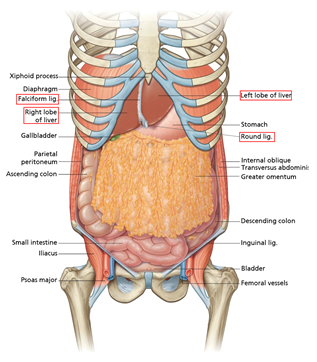 Xiphoid process
Diaphragm
Falciform lig.
Right lobe
of liver
Gallbladder
Parietal
peritoneum
Ascending colon
Small intestine
Iliacus
Psoas major
Left lobe of liver
Stomach
Round lig.
Internal oblique
Transversus abdominis
Greater omentum
Descending colon
Inguinal lig.
Bladder
Femoral vessels